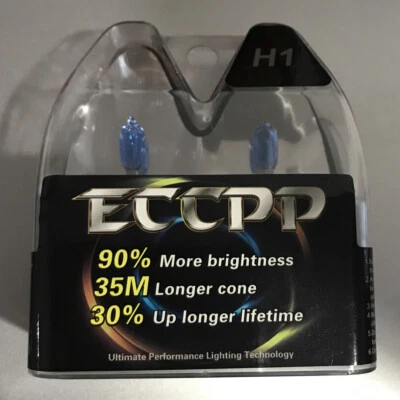 H1
ECCPP
90% More brightness
35M Longer cone
30% Up longer lifetime
Ultimate Performance Lighting Technology